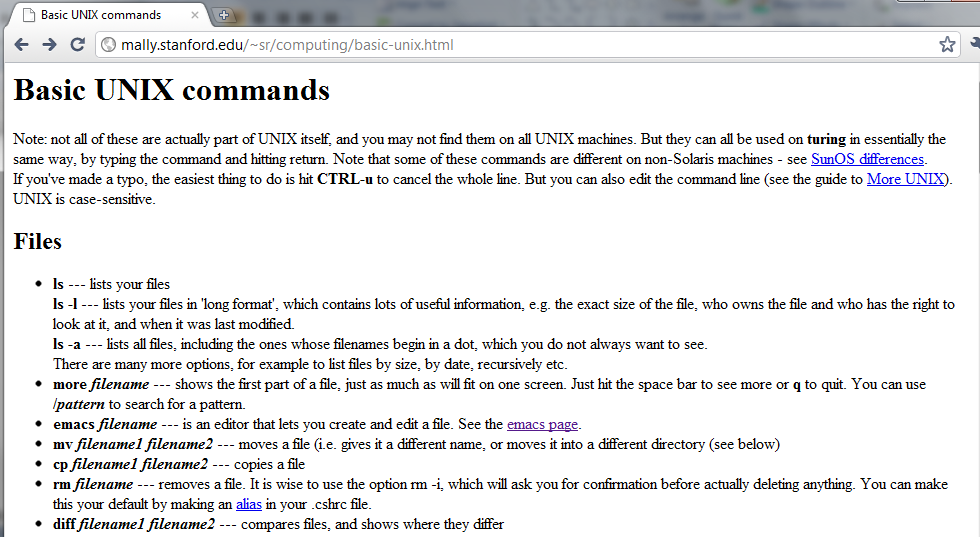 Basic UNIX commands
mally.stanford.edu/~sr/computing/basic-unix.html
Basic UNIX commands
Note: not all of these are actually part of UNIX itself, and you may not find them on all UNIX machines. But they can all be used on turing in essentially the
same way, by typing the command and hitting return. Note that some of these commands are different on non-Solaris machines - see SunOS differences.
If you've made a typo, the easiest thing to do is hit CTRL-u to cancel the whole line. But you can also edit the command line (see the guide to More UNIX).
UNIX is case-sensitive.
Files
ls --- lists your files
ls -l --- lists your files in 'long format', which contains lots of useful information, e.g. the exact size of the file, who owns the file and who has the right to
look at it, and when it was last modified.
ls -a --- lists all files, including the ones whose filenames begin in a dot, which you do not always want to see.
There are many more options, for example to list files by size, by date, recursively etc.
more filename --- shows the first part of a file, just as much as will fit on one screen. Just hit the space bar to see more or q to quit. You can use
/pattern to search for a pattern.
emacs filename --- is an editor that lets you create and edit a file. See the emacs page.
mv filename1 filename2 --- moves a file (i.e. gives it a different name, or moves it into a different directory (see below)
cp filename1 filename2 --- copies a file
rm filename --- removes a file. It is wise to use the option rm -i, which will ask you for confirmation before actually deleting anything. You can make
this your default by making an alias in your .cshrc file.
diff filename1 filename2 --- compares files, and shows where they differ